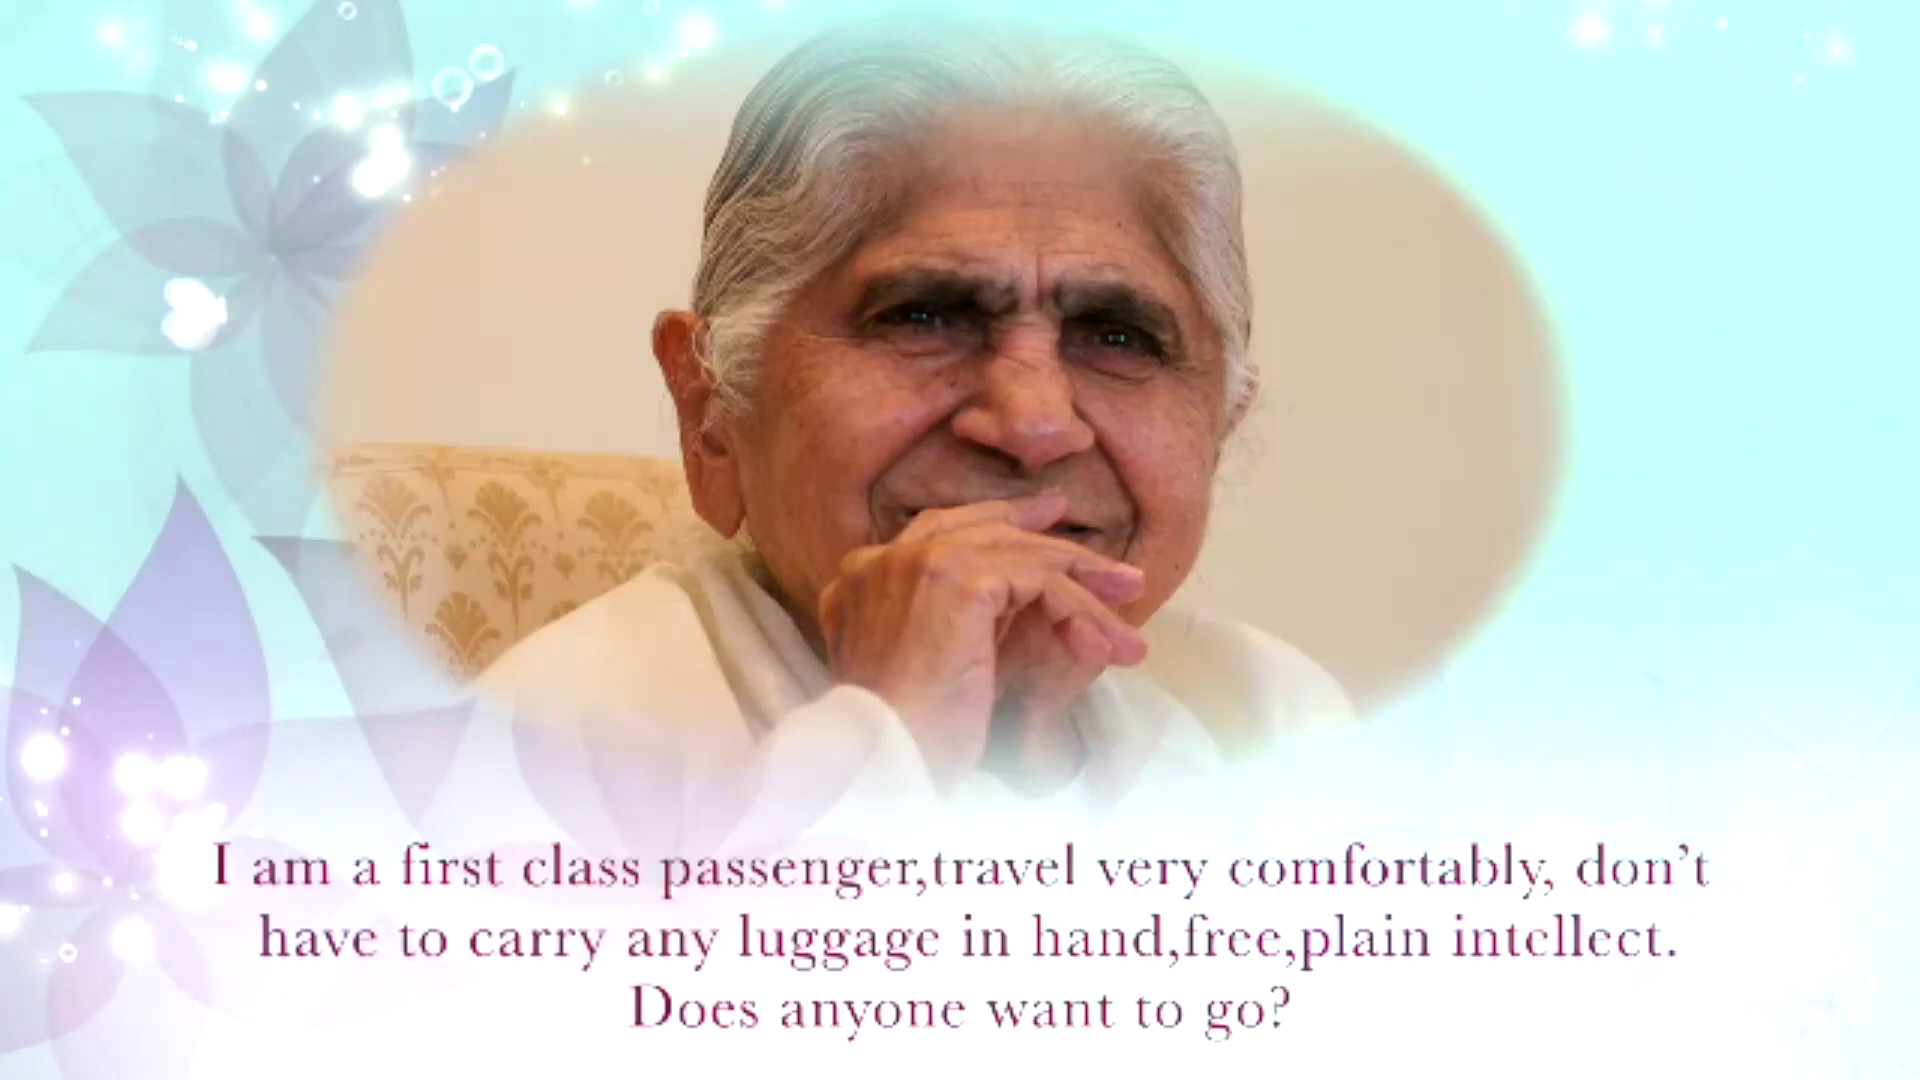 I am a first class passenger,travel very comfortably, don’t
have to carry any luggage in hand,free,plain intellect.
Does anyone want to go?